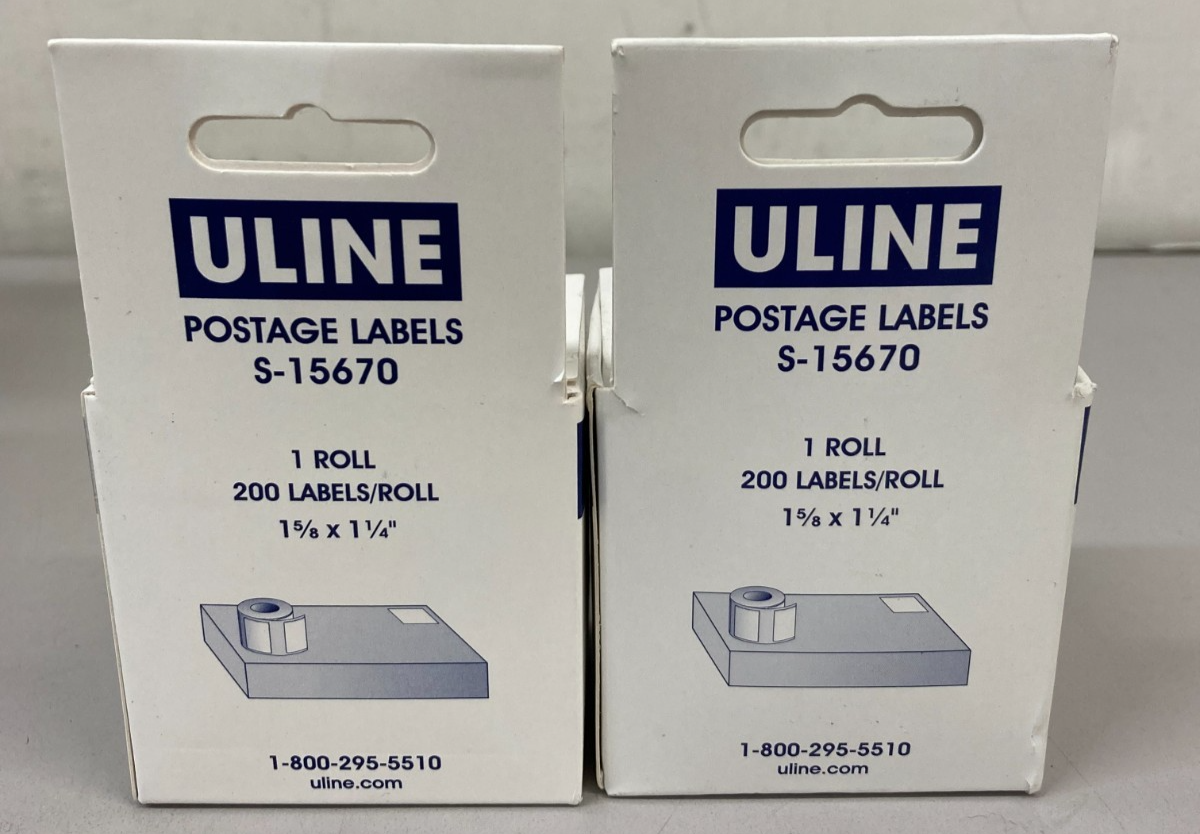 ULINE
POSTAGE LABELS
S-15670
1 ROLL
200 LABELS/ROLL
1⅝ x 1¼"
1-800-295-5510
uline.com
ULINE
POSTAGE LABELS
S-15670
1 ROLL
200 LABELS/ROLL
1⅝ x 1¼"
1-800-295-5510
uline.com